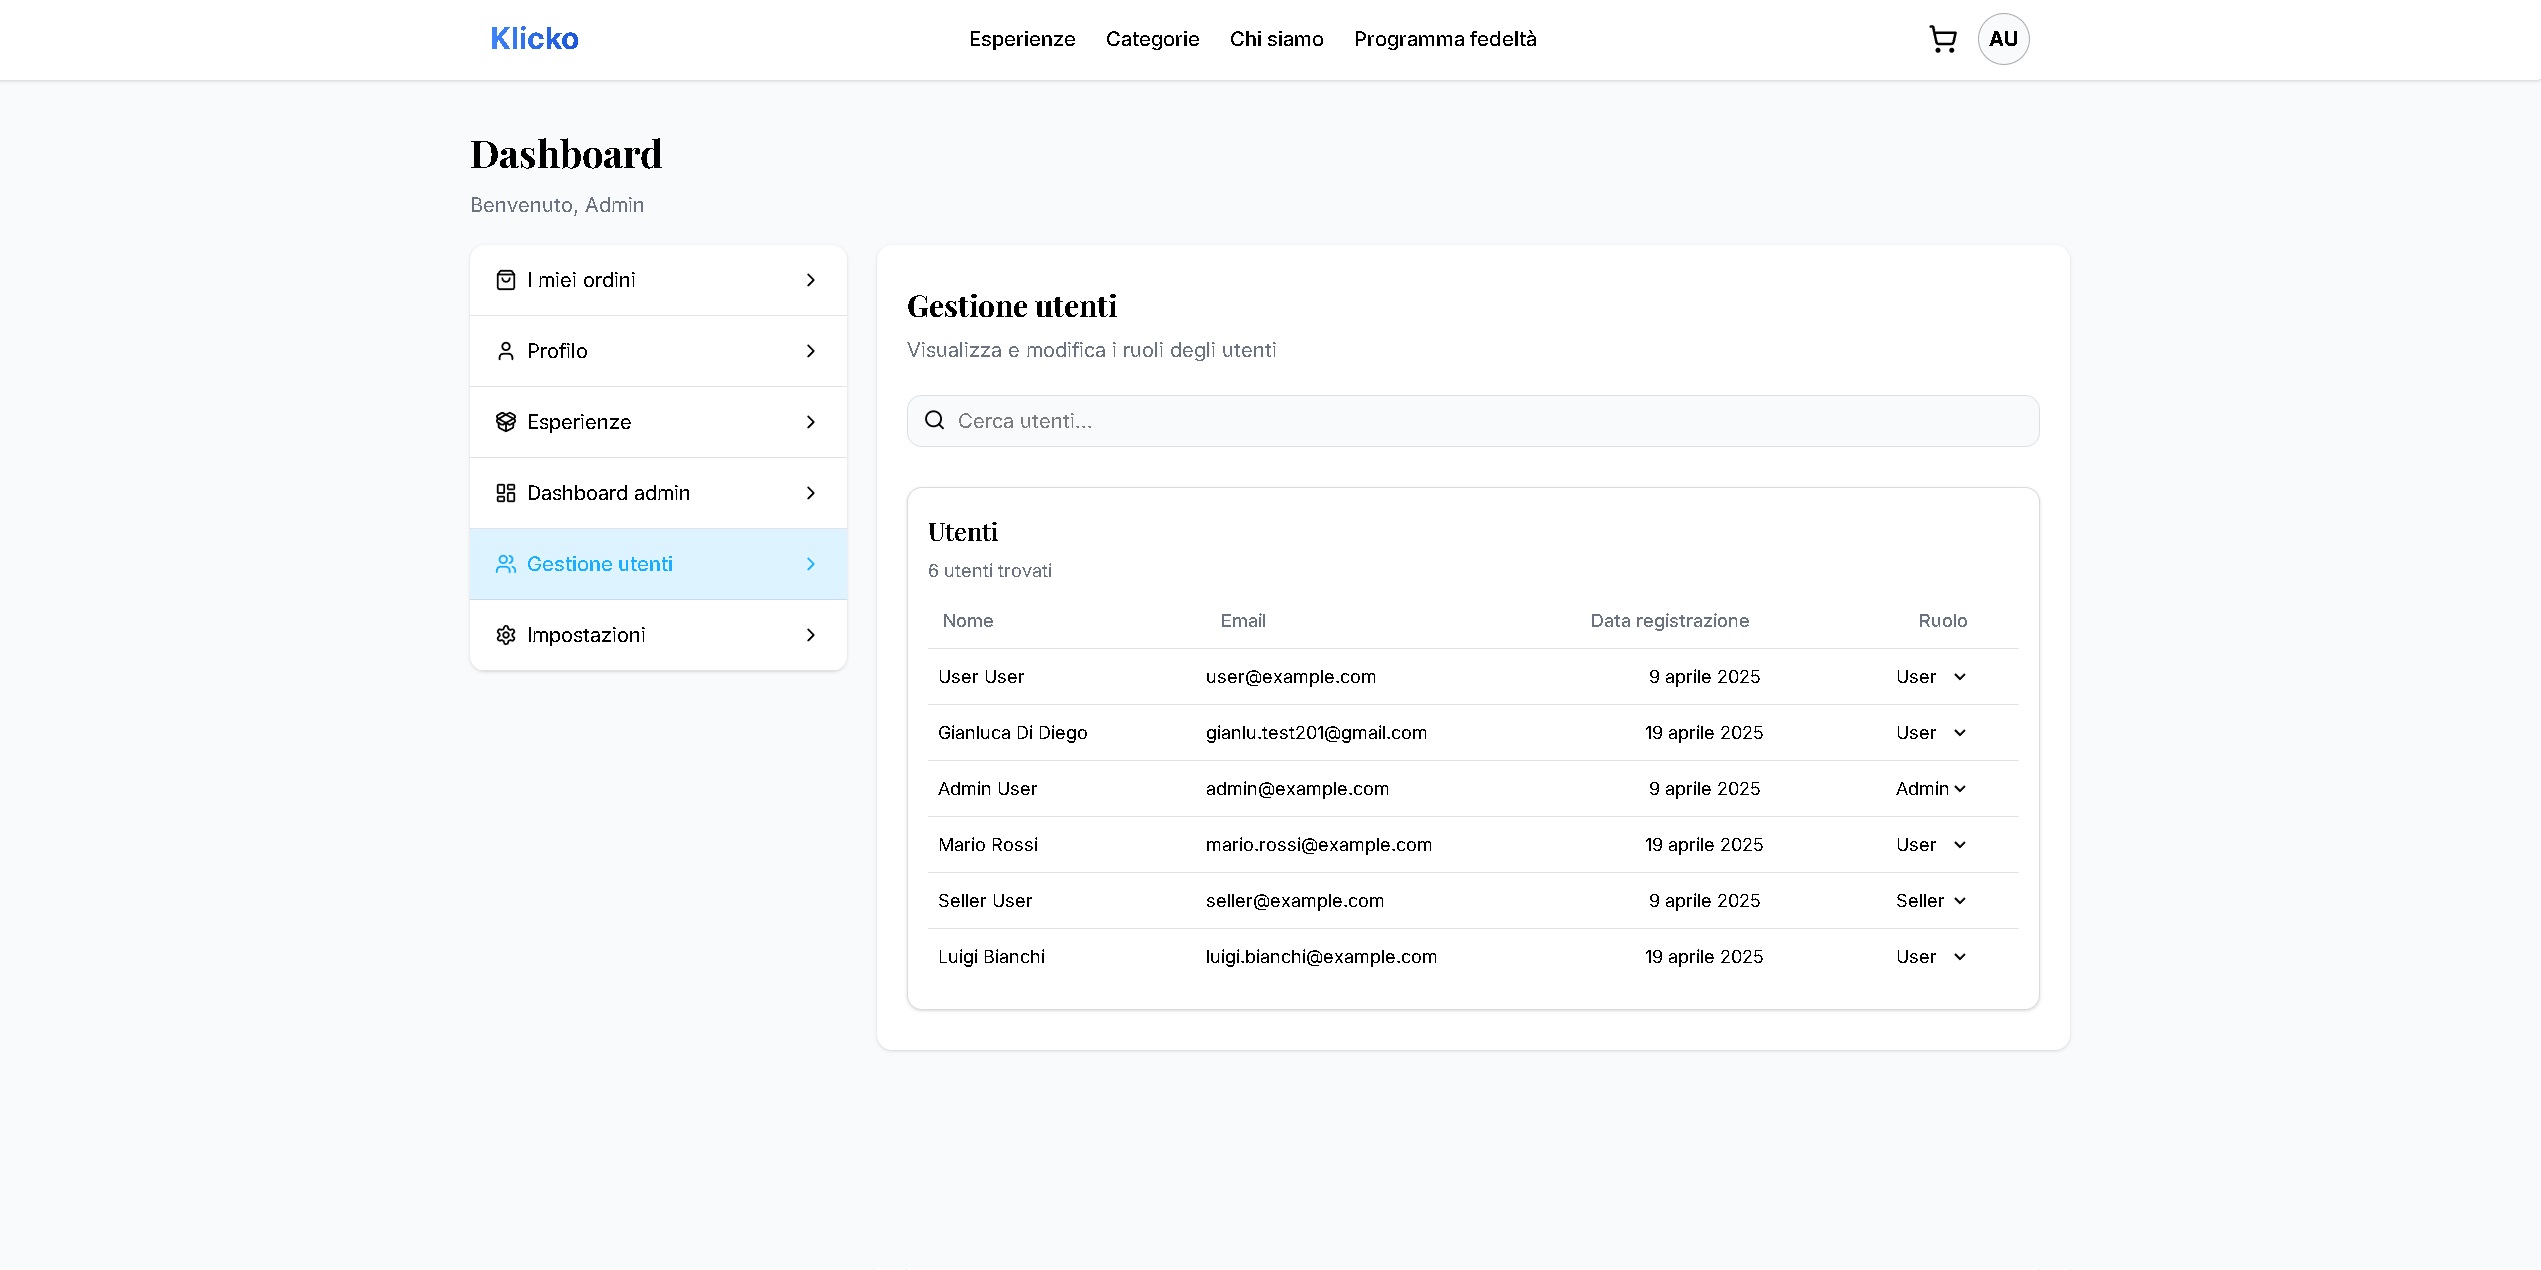 Klicko
Esperienze Categorie Chi siamo Programma fedeltà
AU
Dashboard
Benvenuto, Admin
I miei ordini
Profilo
Esperienze
Dashboard admin
Gestione utenti
Impostazioni
Gestione utenti
Visualizza e modifica i ruoli degli utenti
Cerca utenti...
Utenti
6 utenti trovati
Nome Email Data registrazione Ruolo
User User user@example.com 9 aprile 2025 User
Gianluca Di Diego gianlu.test201@gmail.com 19 aprile 2025 User
Admin User admin@example.com 9 aprile 2025 Admin
Mario Rossi mario.rossi@example.com 19 aprile 2025 User
Seller User seller@example.com 9 aprile 2025 Seller
Luigi Bianchi luigi.bianchi@example.com 19 aprile 2025 User